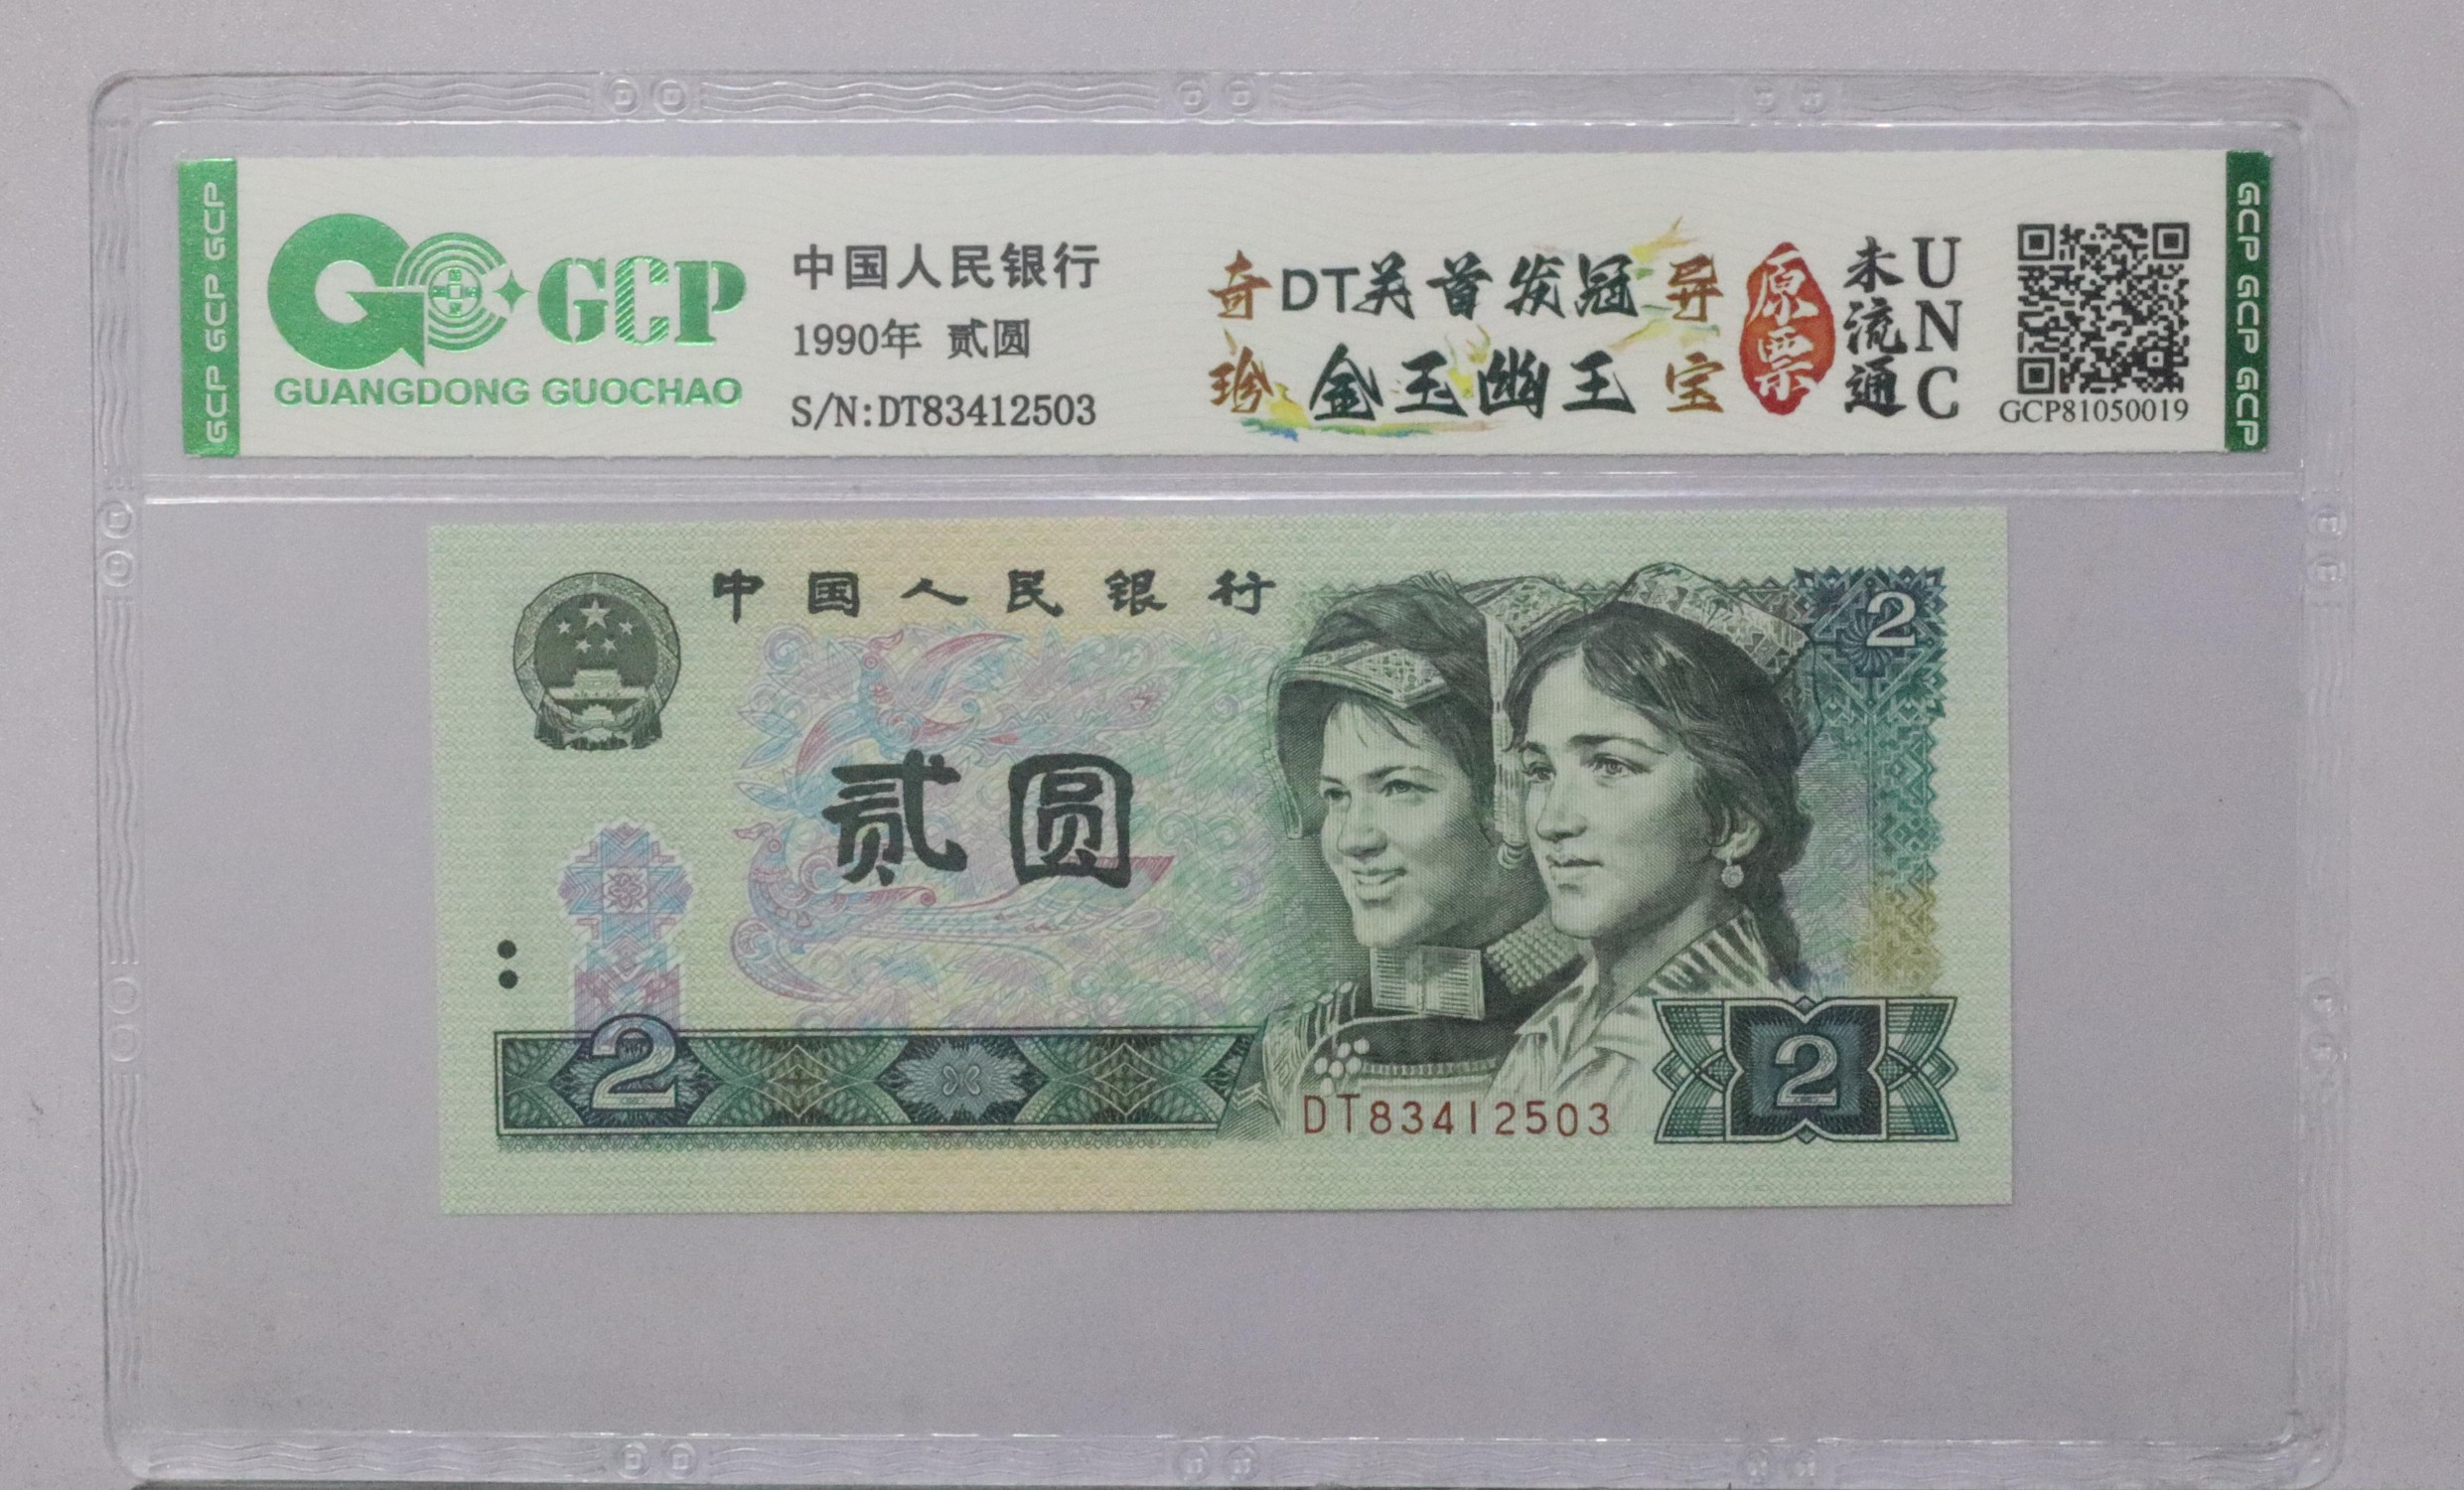 GCP GCP GCP
GCP
GUANGDONG GUOCHAO
中国人民银行
1990年 贰圆
S/N:DT83412503
奇DT关首发冠异
珍金玉幽王宝
原票
未流通
UNC
GCP81050019
GCP GCP GCP
中国人民银行
2
贰圆
2
2
DT83412503